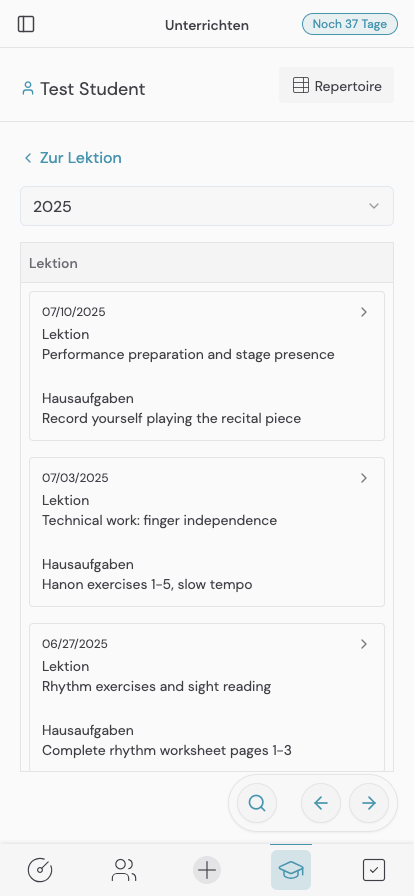 Unterrichten
Noch 37 Tage
Test Student
Repertoire
Zur Lektion
2025
Lektion
07/10/2025
Lektion
Performance preparation and stage presence
Hausaufgaben
Record yourself playing the recital piece
07/03/2025
Lektion
Technical work: finger independence
Hausaufgaben
Hanon exercises 1-5, slow tempo
06/27/2025
Lektion
Rhythm exercises and sight reading
Hausaufgaben
Complete rhythm worksheet pages 1-3